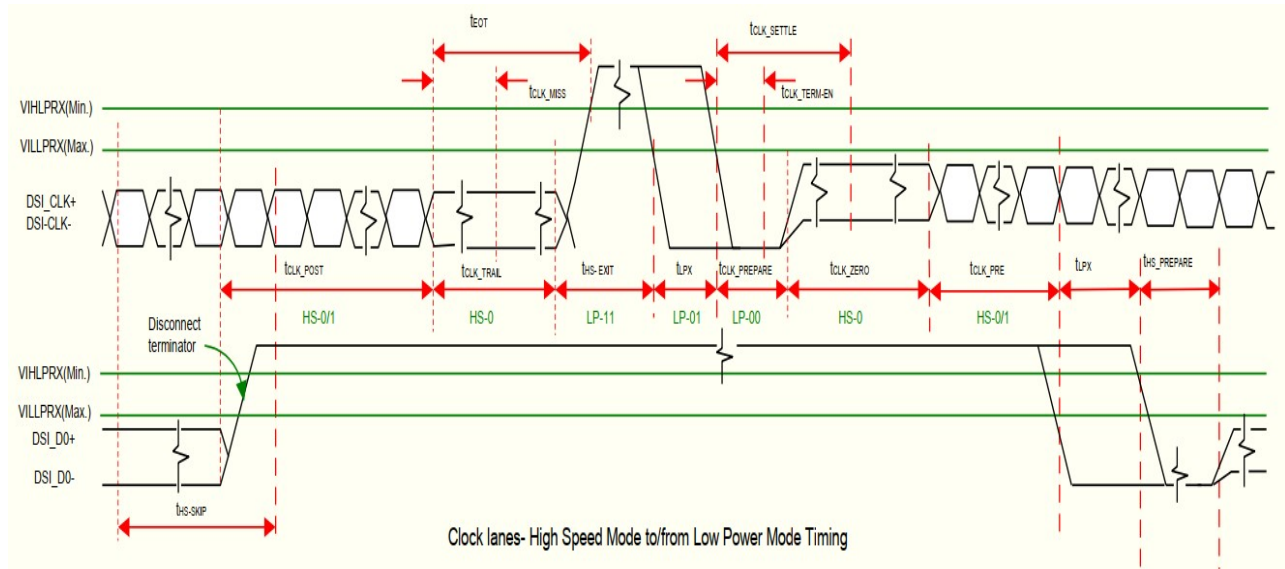 tEOT
tCLK_SETTLE
tCLK_MISS
tCLK_TERM-EN
VIHLPRX(Min.)
VILLPRX(Max.)
DSI_CLK+
DSI-CLK-
tCLK_POST
tCLK_TRAIL
tHS- EXIT
tLPX
tCLK_PREPARE
tCLK_ZERO
tCLK_PRE
tLPX
tHS_PREPARE
HS-0/1
HS-0
LP-11
LP-01
LP-00
HS-0
HS-0/1
Disconnect
terminator
VIHLPRX(Min.)
VILLPRX(Max.)
DSI_D0+
DSI_D0-
tHS-SKIP
Clock lanes- High Speed Mode to/from Low Power Mode Timing